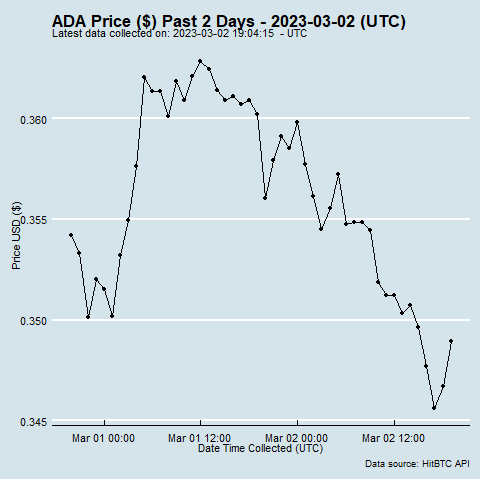 ADA Price ($) Past 2 Days - 2023-03-02 (UTC)
Latest data collected on: 2023-03-02 19:04:15  - UTC
0.360
0.355
0.350
0.345
Price USD ($)
Mar 01 00:00 Mar 01 12:00 Mar 02 00:00 Mar 02 12:00
Date Time Collected (UTC)
Data source: HitBTC API